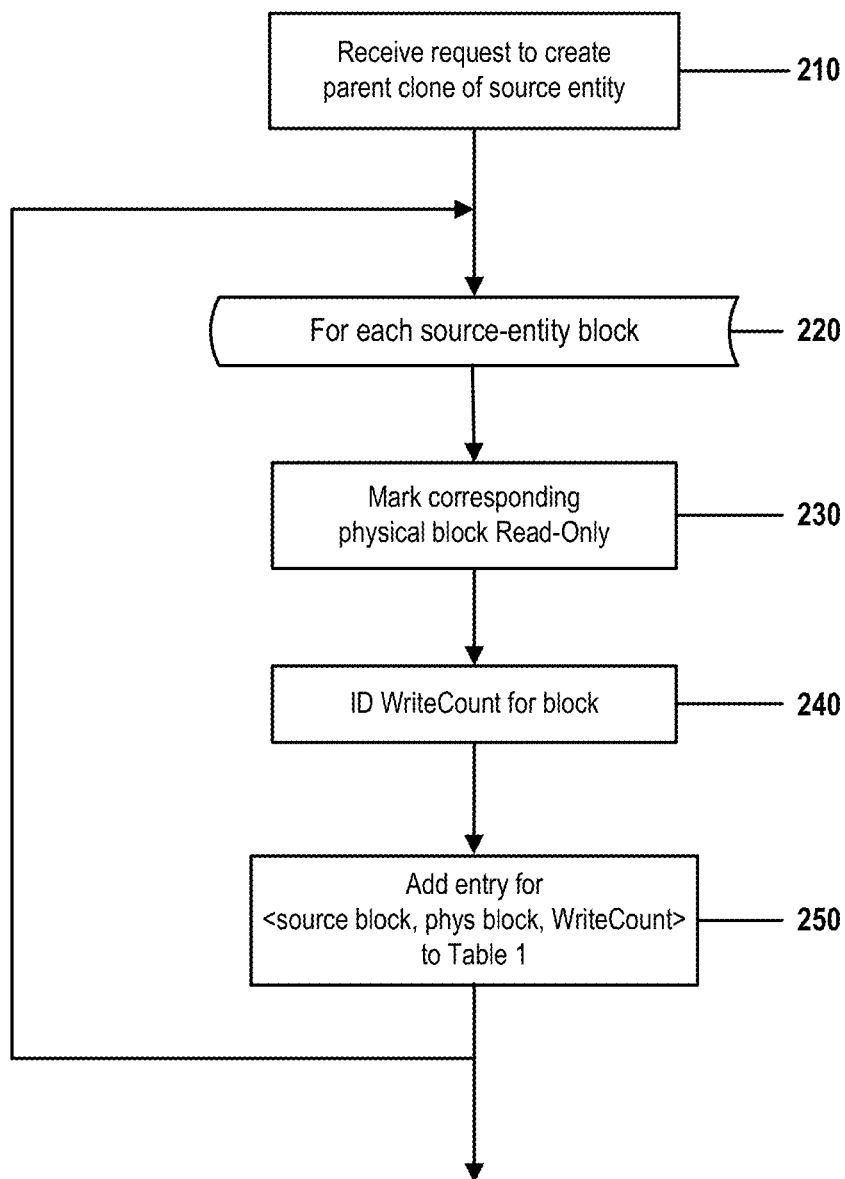 Receive request to create
parent clone of source entity
210
For each source-entity block
220
Mark corresponding
physical block Read-Only
230
ID WriteCount for block
240
Add entry for
<source block, phys block, WriteCount>
to Table 1
250